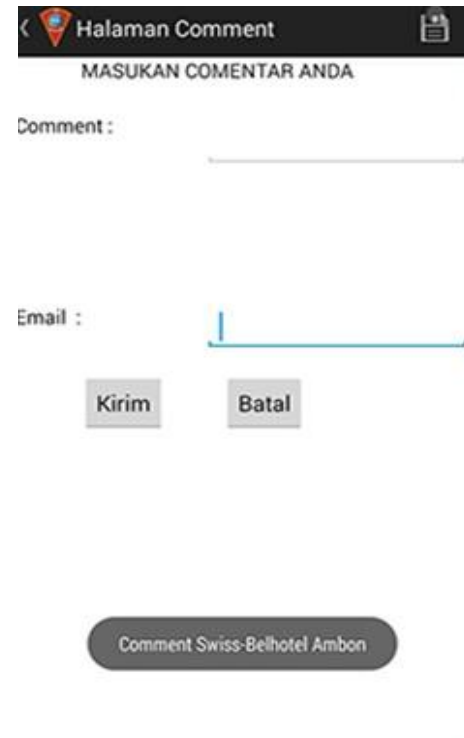 Halaman Comment
MASUKAN COMENTAR ANDA
Comment :
Email :
Kirim Batal
Comment Swiss-Belhotel Ambon